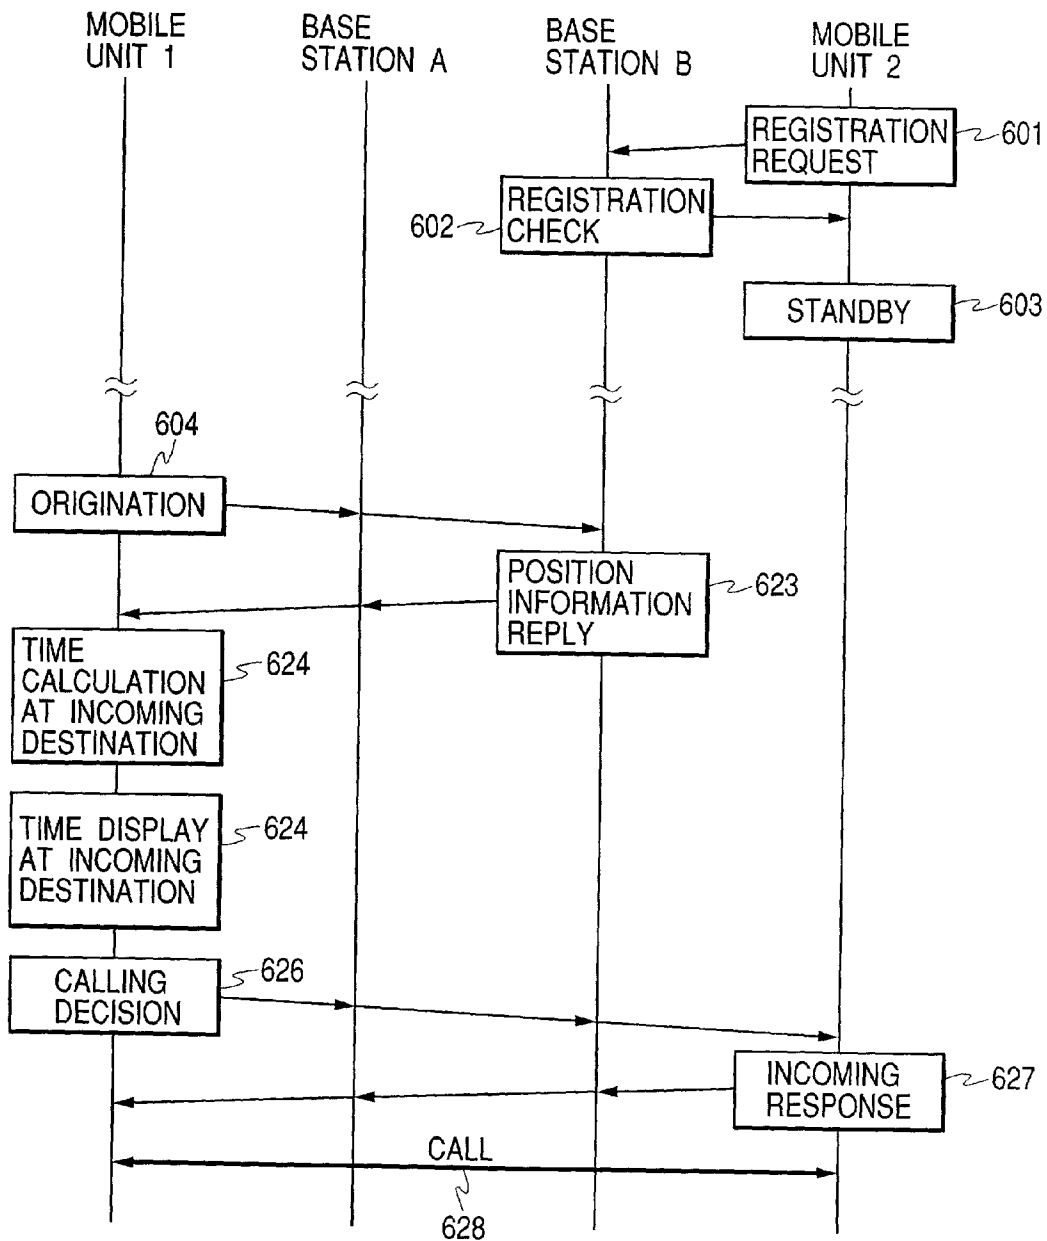 MOBILE
UNIT 1
BASE
STATION A
BASE
STATION B
MOBILE
UNIT 2
REGISTRATION
REQUEST
601
REGISTRATION
CHECK
602
STANDBY
603
604
ORIGINATION
POSITION
INFORMATION
REPLY
623
TIME
CALCULATION
AT INCOMING
DESTINATION
624
TIME DISPLAY
AT INCOMING
DESTINATION
624
CALLING
DECISION
626
INCOMING
RESPONSE
627
CALL
628